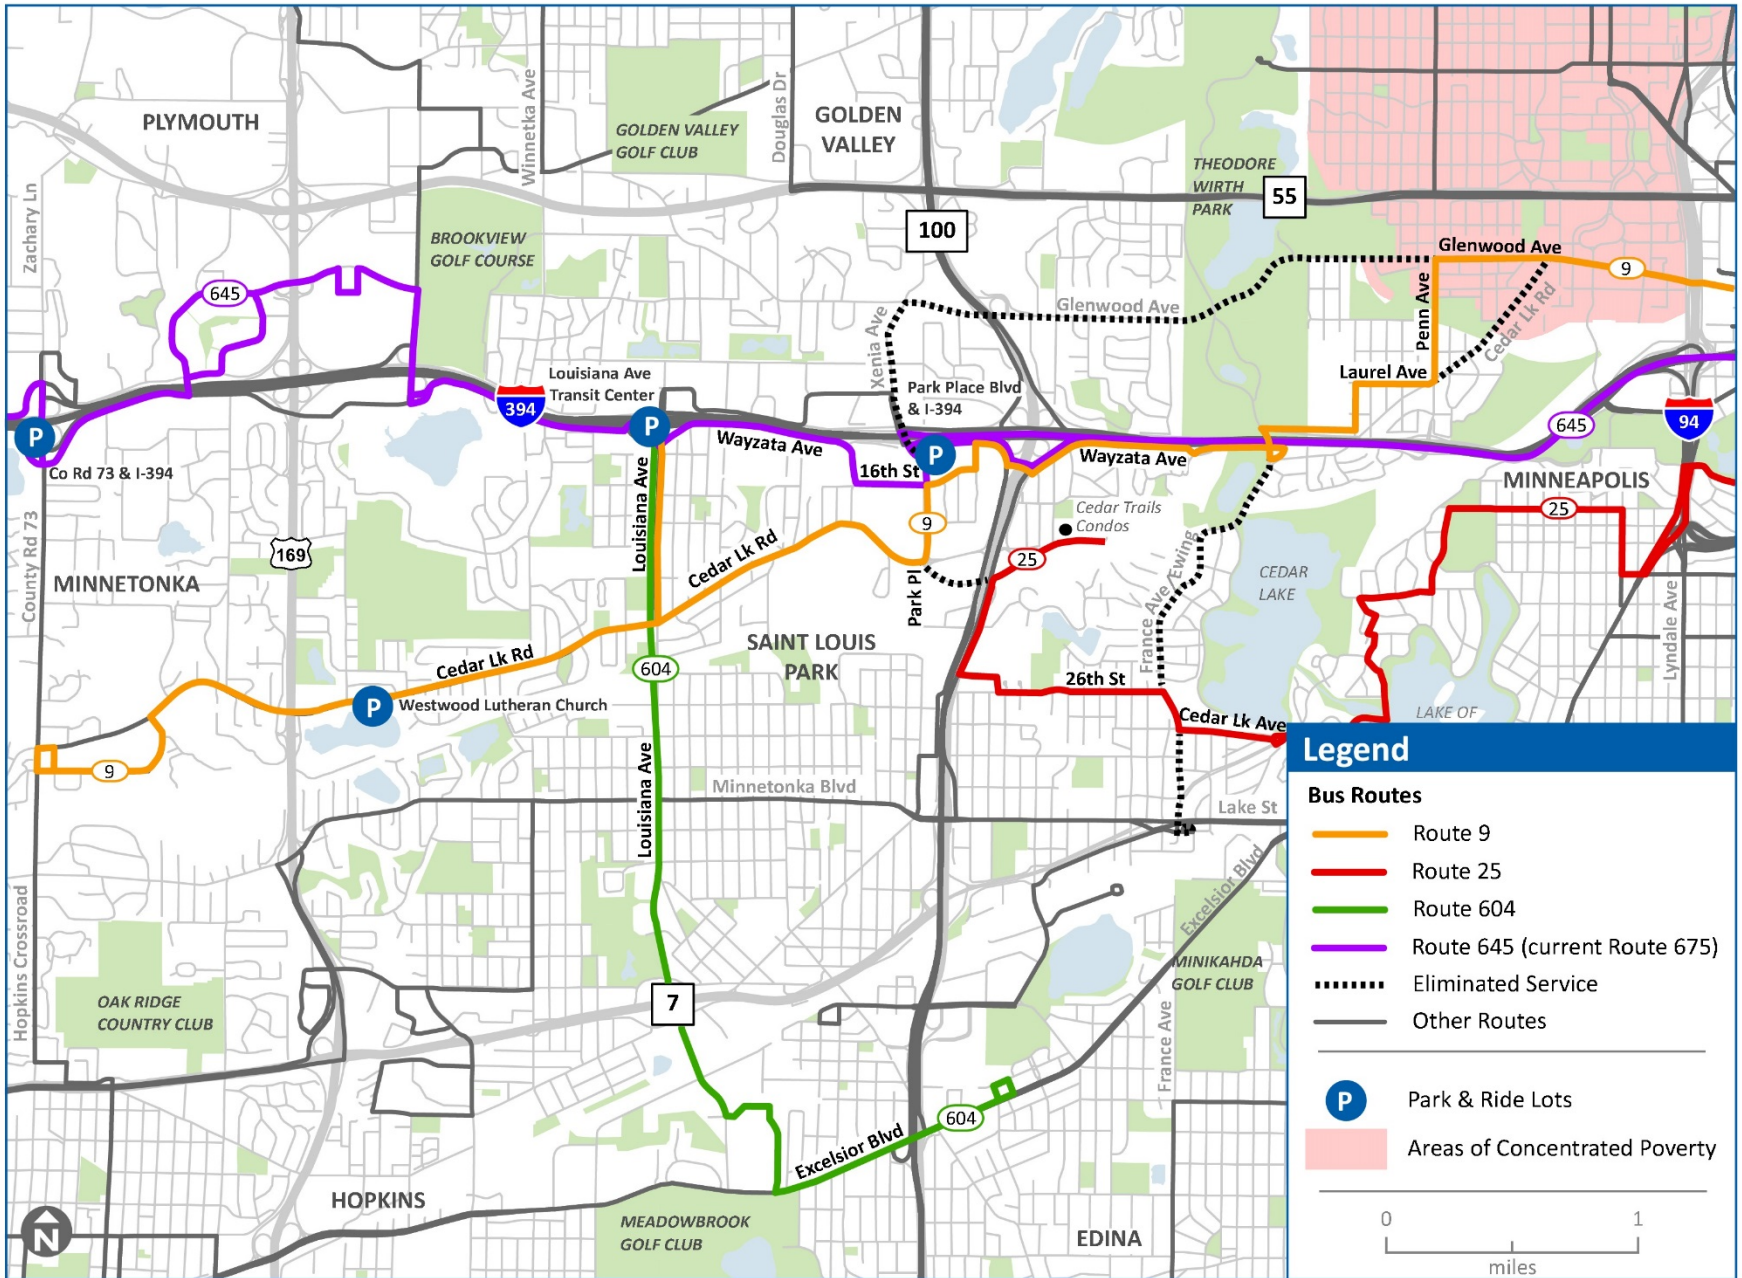 PLYMOUTH
Zachary Ln
Winnetka Ave
GOLDEN VALLEY
GOLF CLUB
Douglas Dr
GOLDEN
VALLEY
THEODORE
WIRTH
PARK
55
100
BROOKVIEW
GOLF COURSE
Glenwood Ave
9
645
Glenwood Ave
Xenia Ave
Penn Ave
Cedar Lk Rd
Laurel Ave
Louisiana Ave
Transit Center
Park Place Blvd
& I-394
394
P
P
P
645
94
Wayzata Ave
Wayzata Ave
16th St
Co Rd 73 & I-394
MINNEAPOLIS
Louisiana Ave
9
Cedar Trails
Condos
25
County Rd 73
169
Cedar Lk Rd
25
France Ave/Ewing
CEDAR
LAKE
MINNETONKA
Park Pl
Lyndale Ave
SAINT LOUIS
PARK
Cedar Lk Rd
604
26th St
P
Westwood Lutheran Church
Cedar Lk Ave
LAKE OF
9
Louisiana Ave
Minnetonka Blvd
Lake St
Hopkins Crossroad
Excelsior Blvd
MINIKAHDA
GOLF CLUB
OAK RIDGE
COUNTRY CLUB
7
France Ave
604
Excelsior Blvd
HOPKINS
MEADOWBROOK
GOLF CLUB
EDINA
N
Legend
Bus Routes
Route 9
Route 25
Route 604
Route 645 (current Route 675)
Eliminated Service
Other Routes
P
Park & Ride Lots
Areas of Concentrated Poverty
0 1
miles